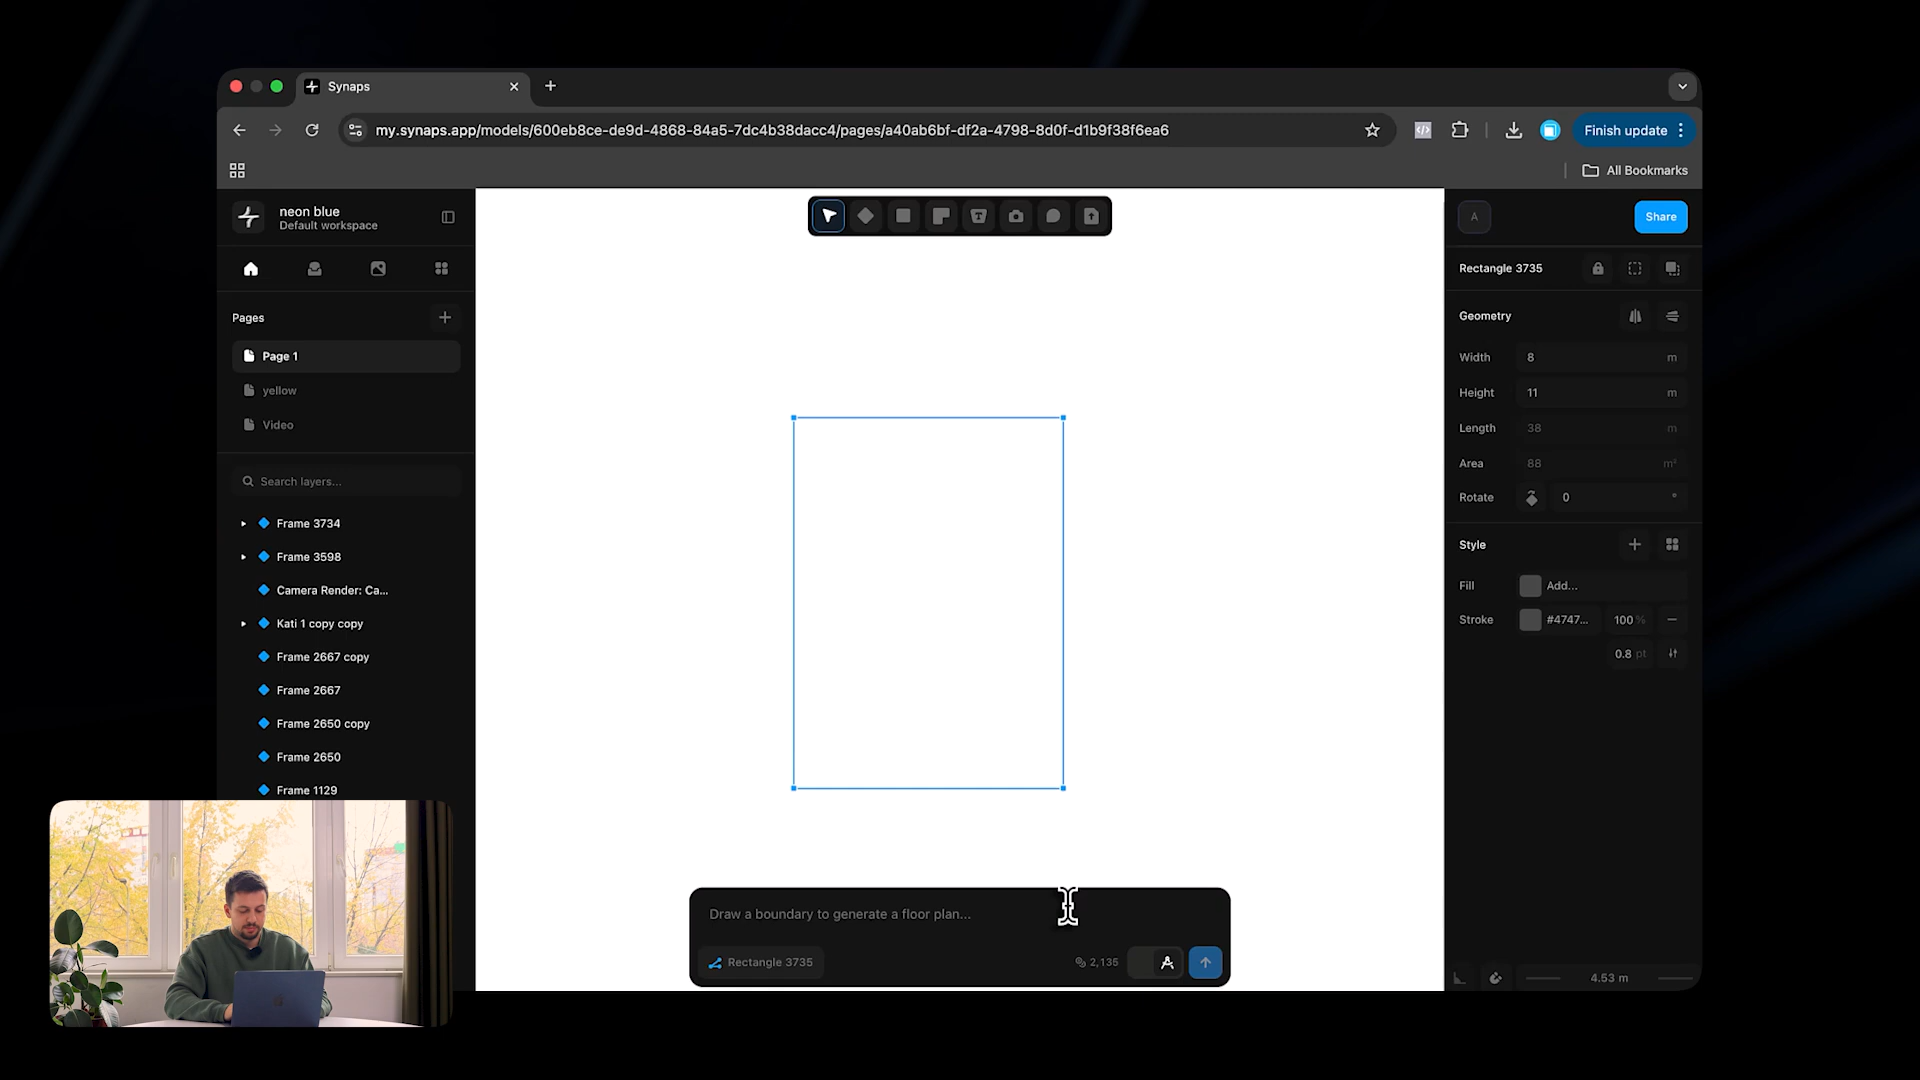 Synaps
my.synaps.app/models/600eb8ce-de9d-4868-84a5-7dc4b38dacc4/pages/a40ab6bf-df2a-4798-8d0f-d1b9f38f6ea6
Finish update
All Bookmarks
neon blue
Default workspace
Pages
Page 1
yellow
Video
Search layers...
Frame 3734
Frame 3598
Camera Render: Ca...
Kati 1 copy copy
Frame 2667 copy
Frame 2667
Frame 2650 copy
Frame 2650
Frame 1129
T
Draw a boundary to generate a floor plan...
Rectangle 3735
2,135
A
Share
Rectangle 3735
Geometry
Width 8 m
Height 11 m
Length 38 m
Area 88 m²
Rotate 0 °
Style
Fill Add...
Stroke #4747... 100 %
0.8 pt
4.53 m